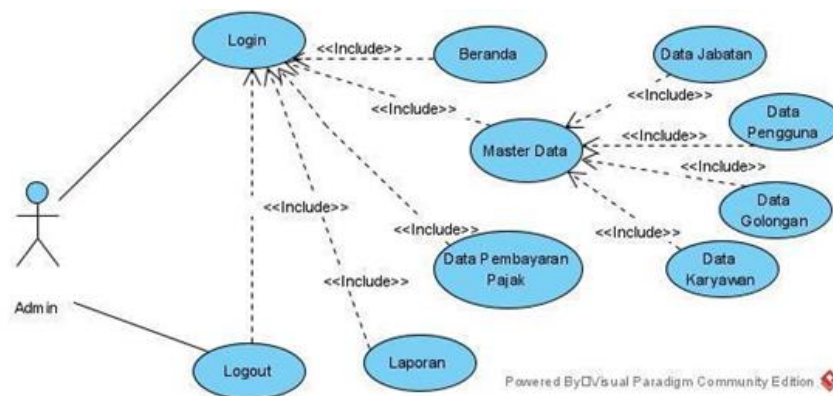 Login
<<Include>>
Beranda
Data Jabatan
<<Include>>
<<Include>>
Data
Pengguna
<<Include>>
Master Data
<<Include>>
Data
Golongan
<<Include>>
<<Include>>
<<Include>>
Data Pembayaran
Pajak
Data
Karyawan
<<Include>>
Admin
Logout
Laporan
Powered By□Visual Paradigm Community Edition